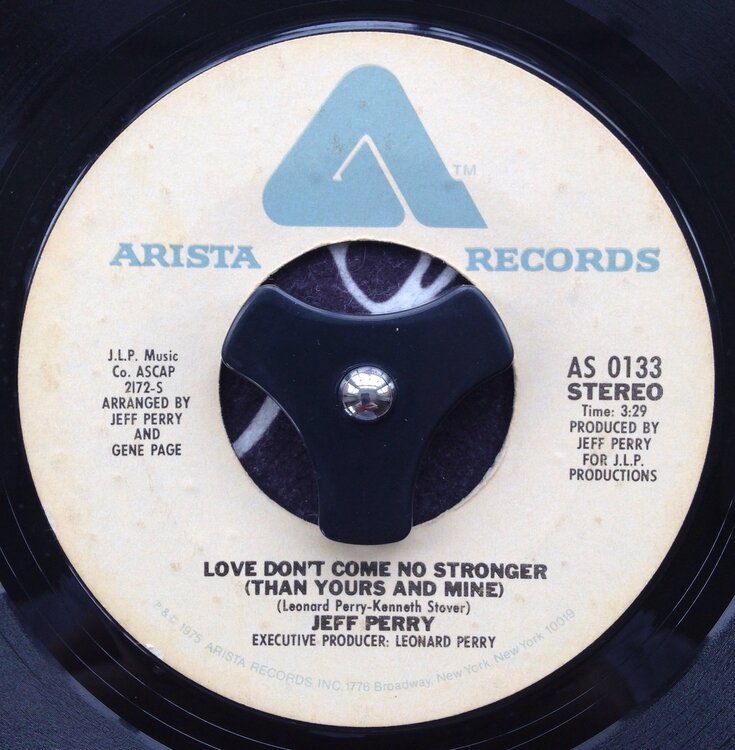 TM
ARISTA RECORDS
J.L.P. Music
Co. ASCAP
2172-S
ARRANGED BY
JEFF PERRY
AND
GENE PAGE
AS 0133
STEREO
Time: 3:29
PRODUCED BY
JEFF PERRY
FOR J.L.P.
PRODUCTIONS
LOVE DON'T COME NO STRONGER
(THAN YOURS AND MINE)
(Leonard Perry-Kenneth Stover)
JEFF PERRY
EXECUTIVE PRODUCER: LEONARD PERRY
P & C 1975 ARISTA RECORDS, INC. 1776 Broadway, New York, New York 10019